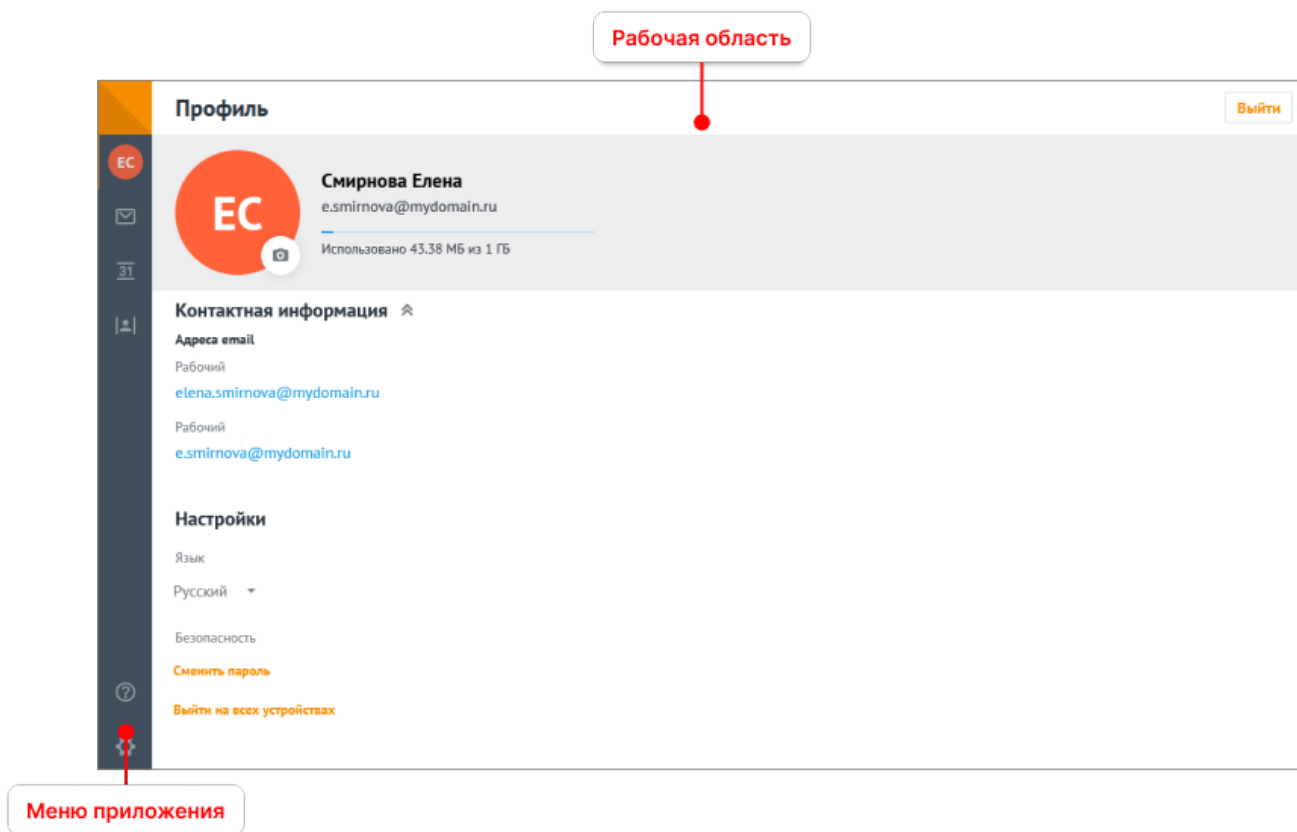 Рабочая область
Профиль
Выйти
ЕС
ЕС
Смирнова Елена
e.smirnova@mydomain.ru
Использовано 43.38 МБ из 1 ГБ
31
Контактная информация
Адреса email
Рабочий
elena.smirnova@mydomain.ru
Рабочий
e.smirnova@mydomain.ru
Настройки
Язык
Русский
Безопасность
Сменить пароль
Выйти на всех устройствах
Меню приложения